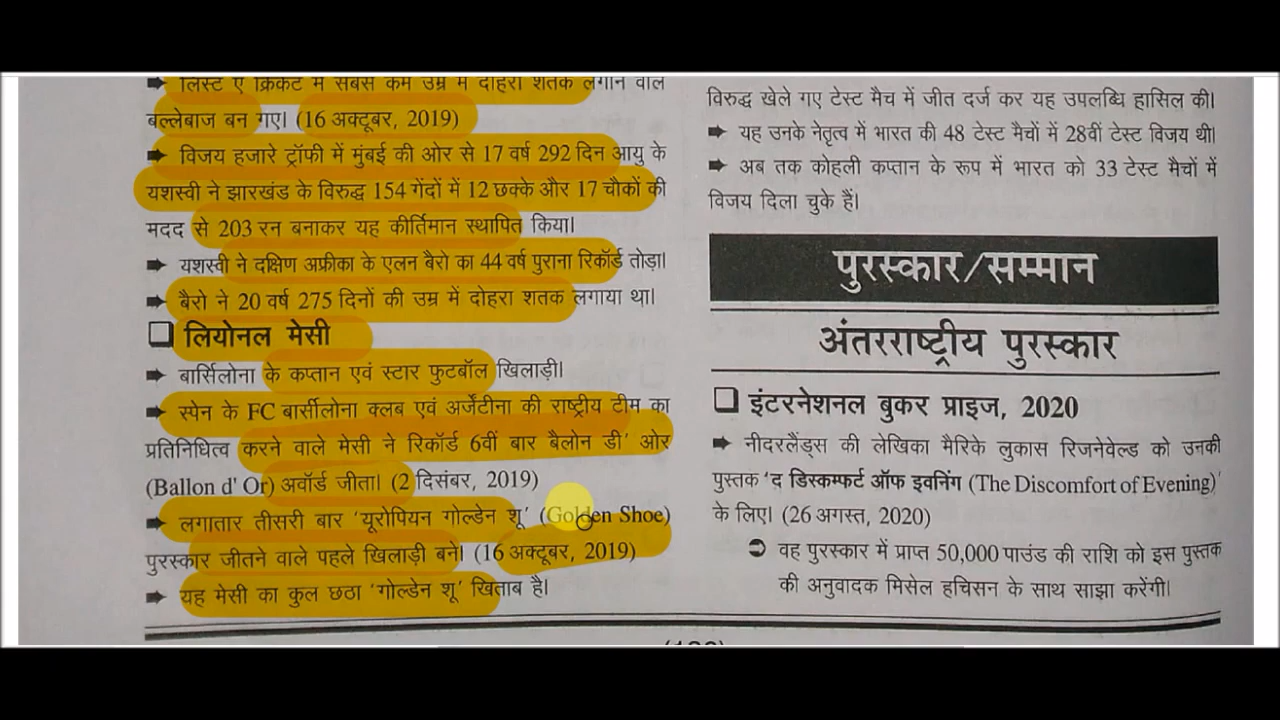 ➡ लिस्ट ए क्रिकेट में सबसे कम उम्र में दोहरा शतक लगाने वाले
बल्लेबाज बन गए। (16 अक्टूबर, 2019)
➡ विजय हजारे ट्रॉफी में मुंबई की ओर से 17 वर्ष 292 दिन आयु के
यशस्वी ने झारखंड के विरुद्ध 154 गेंदों में 12 छक्के और 17 चौकों की
मदद से 203 रन बनाकर यह कीर्तिमान स्थापित किया।
➡ यशस्वी ने दक्षिण अफ्रीका के एलन बैरो का 44 वर्ष पुराना रिकॉर्ड तोड़ा।
➡ बैरो ने 20 वर्ष 275 दिनों की उम्र में दोहरा शतक लगाया था।
❑ लियोनल मेसी
➡ बार्सिलोना के कप्तान एवं स्टार फुटबॉल खिलाड़ी।
➡ स्पेन के FC बार्सीलोना क्लब एवं अर्जेंटीना की राष्ट्रीय टीम का
प्रतिनिधित्व करने वाले मेसी ने रिकॉर्ड 6वीं बार बैलोन डी' ओर
(Ballon d' Or) अवॉर्ड जीता। (2 दिसंबर, 2019)
➡ लगातार तीसरी बार 'यूरोपियन गोल्डेन शू' (Golden Shoe)
पुरस्कार जीतने वाले पहले खिलाड़ी बने। (16 अक्टूबर, 2019)
➡ यह मेसी का कुल छठा 'गोल्डेन शू' खिताब है।
विरुद्ध खेले गए टेस्ट मैच में जीत दर्ज कर यह उपलब्धि हासिल की।
➡ यह उनके नेतृत्व में भारत की 48 टेस्ट मैचों में 28वीं टेस्ट विजय थी।
➡ अब तक कोहली कप्तान के रूप में भारत को 33 टेस्ट मैचों में
विजय दिला चुके हैं।
पुरस्कार/सम्मान
अंतरराष्ट्रीय पुरस्कार
❑ इंटरनेशनल बुकर प्राइज, 2020
➡ नीदरलैंड्स की लेखिका मैरिके लुकास रिजनेवेल्ड को उनकी
पुस्तक 'द डिस्कम्फर्ट ऑफ इवनिंग (The Discomfort of Evening)'
के लिए। (26 अगस्त, 2020)
➲ वह पुरस्कार में प्राप्त 50,000 पाउंड की राशि को इस पुस्तक
की अनुवादक मिसेल हचिसन के साथ साझा करेंगी।